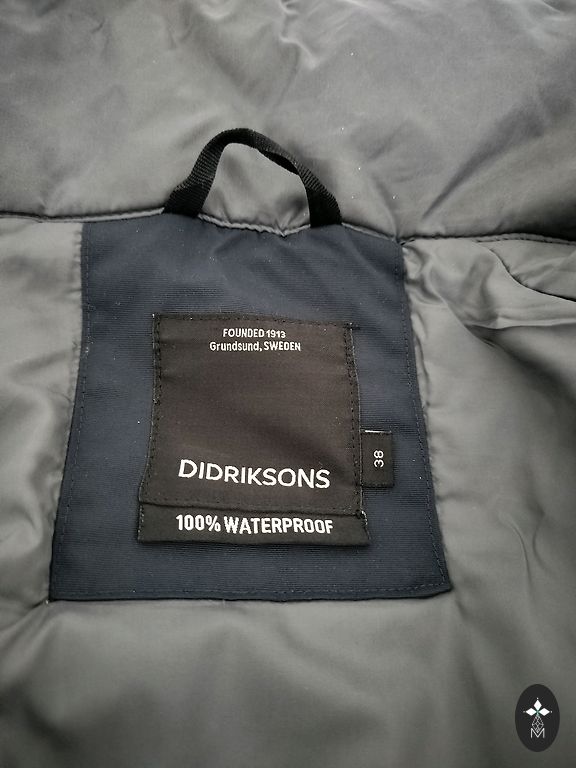 FOUNDED 1913
Grundsund, SWEDEN
DIDRIKSONS
38
100% WATERPROOF
M